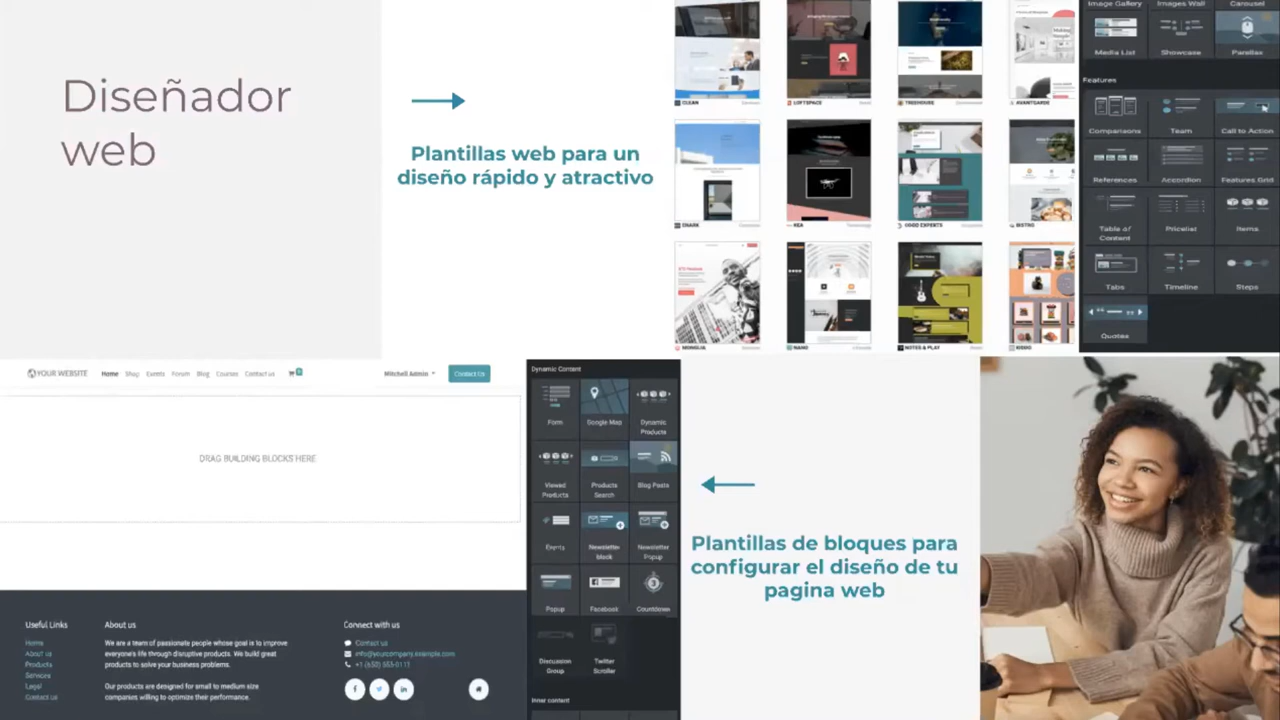 Diseñador
web
Plantillas web para un
diseño rápido y atractivo
CLEAN
LOFTSPACE
TREEHOUSE
AVANTGARDE
KEA
BISTRO
NANO
KIDDO
Image Gallery
Images Wall
Carousel
Media List
Showcase
Parallax
Features
Comparisons
Team
Call to Action
References
Accordion
Features Grid
Table of
Content
Pricelist
Items
Tabs
Timeline
Steps
Quotes
YOUR WEBSITE
Home
Shop
Events
Forum
Blog
Courses
Contact us
Mitchell Admin
Contact Us
DRAG BUILDING BLOCKS HERE
Useful Links
Home
About us
Products
Services
Legal
Contact us
About us
We are a team of passionate people whose goal is to improve
everyone's life through disruptive products. We build great
products to solve your business problems.
Our products are designed for small to medium size
companies willing to optimize their performance.
Connect with us
Contact us
info@yourcompany.example.com
Dynamic Content
Form
Google Map
Dynamic
Products
Viewed
Products
Products
Search
Blog Posts
Events
Newsletter
Block
Newsletter
Popup
Popup
Facebook
Countdown
Discussion
Group
Twitter
Scroller
Inner content
Plantillas de bloques para
configurar el diseño de tu
pagina web